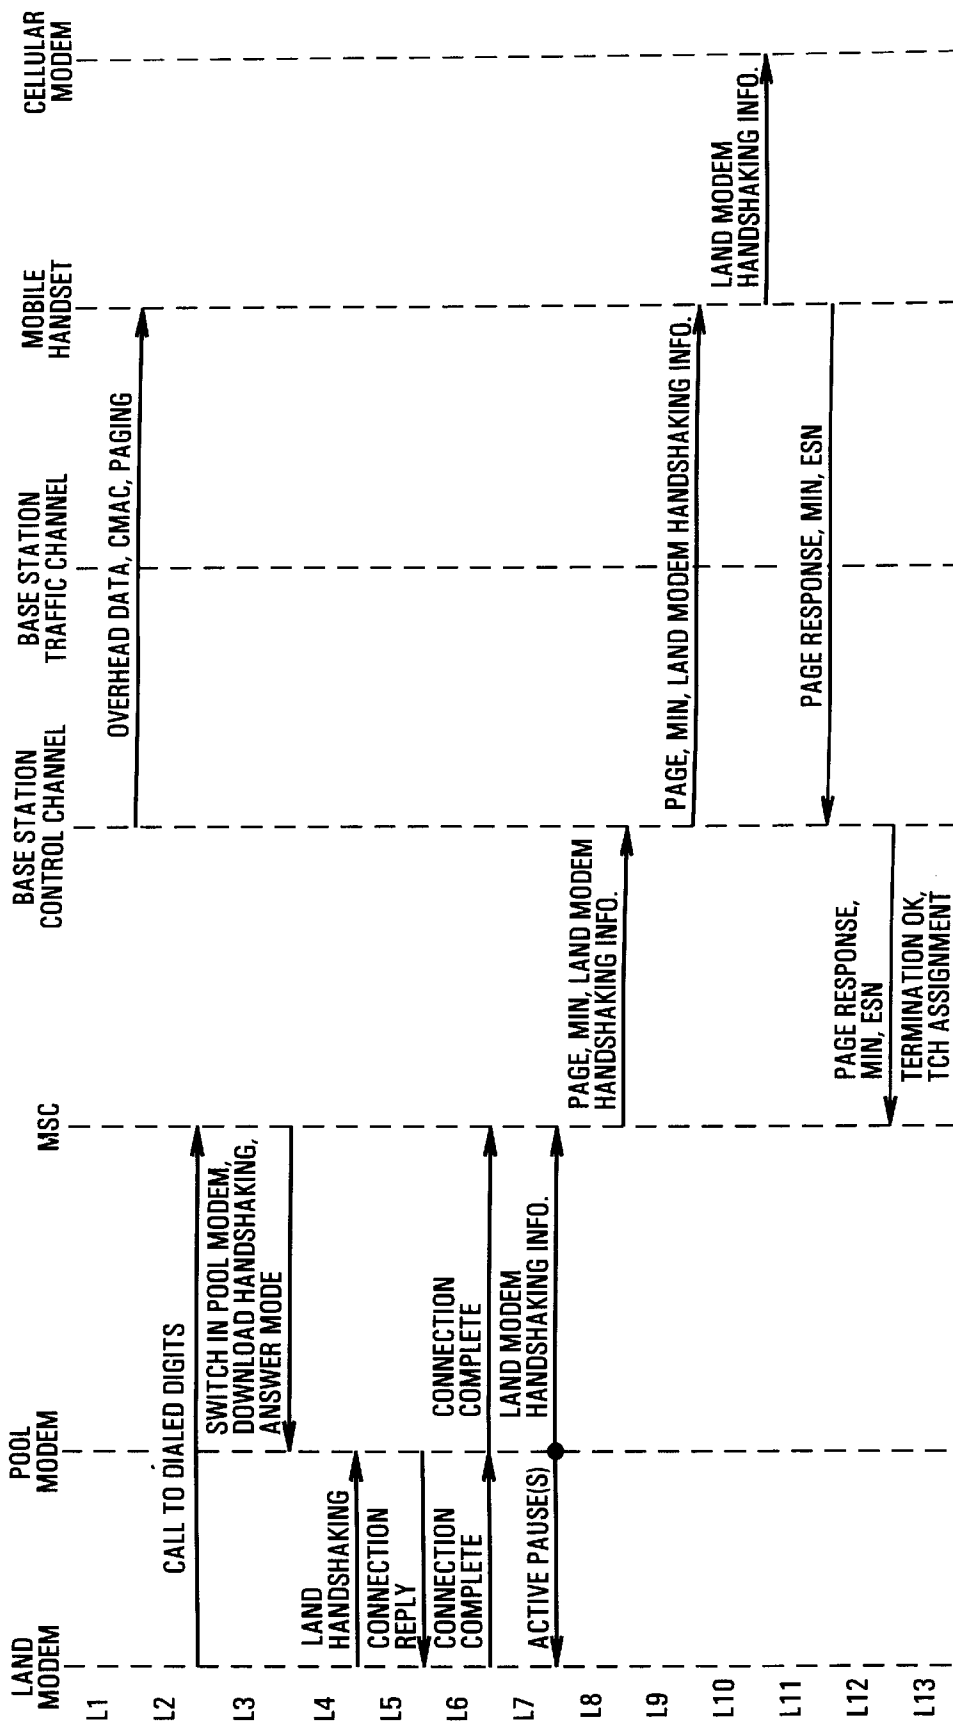 LAND
MODEM
POOL
MODEM
MSC
BASE STATION
CONTROL CHANNEL
BASE STATION
TRAFFIC CHANNEL
MOBILE
HANDSET
CELLULAR
MODEM
L1
OVERHEAD DATA, CMAC, PAGING
L2
CALL TO DIALED DIGITS
L3
SWITCH IN POOL MODEM,
DOWNLOAD HANDSHAKING,
ANSWER MODE
L4
LAND
HANDSHAKING
L5
CONNECTION
REPLY
L6
CONNECTION
COMPLETE
CONNECTION
COMPLETE
L7
ACTIVE PAUSE(S)
LAND MODEM
HANDSHAKING INFO.
L8
PAGE, MIN, LAND MODEM
HANDSHAKING INFO.
L9
PAGE, MIN, LAND MODEM HANDSHAKING INFO.
L10
LAND MODEM
HANDSHAKING INFO.
L11
PAGE RESPONSE, MIN, ESN
L12
PAGE RESPONSE,
MIN, ESN
L13
TERMINATION OK,
TCH ASSIGNMENT